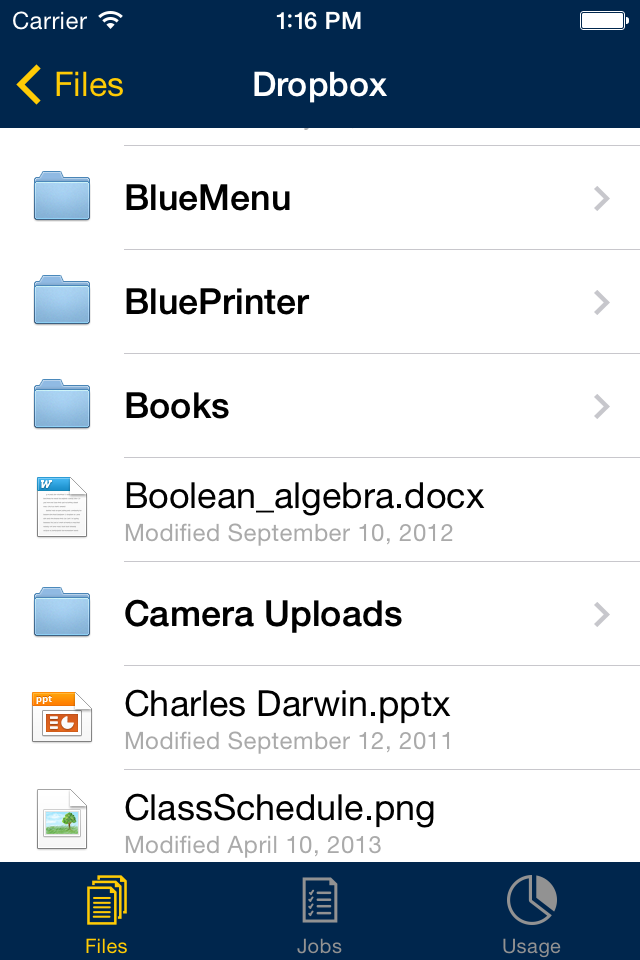 Carrier 1:16 PM
Files Dropbox
BlueMenu
BluePrinter
Books
W
Boolean_algebra.docx
Modified September 10, 2012
Camera Uploads
ppt
Charles Darwin.pptx
Modified September 12, 2011
ClassSchedule.png
Modified April 10, 2013
Files Jobs Usage